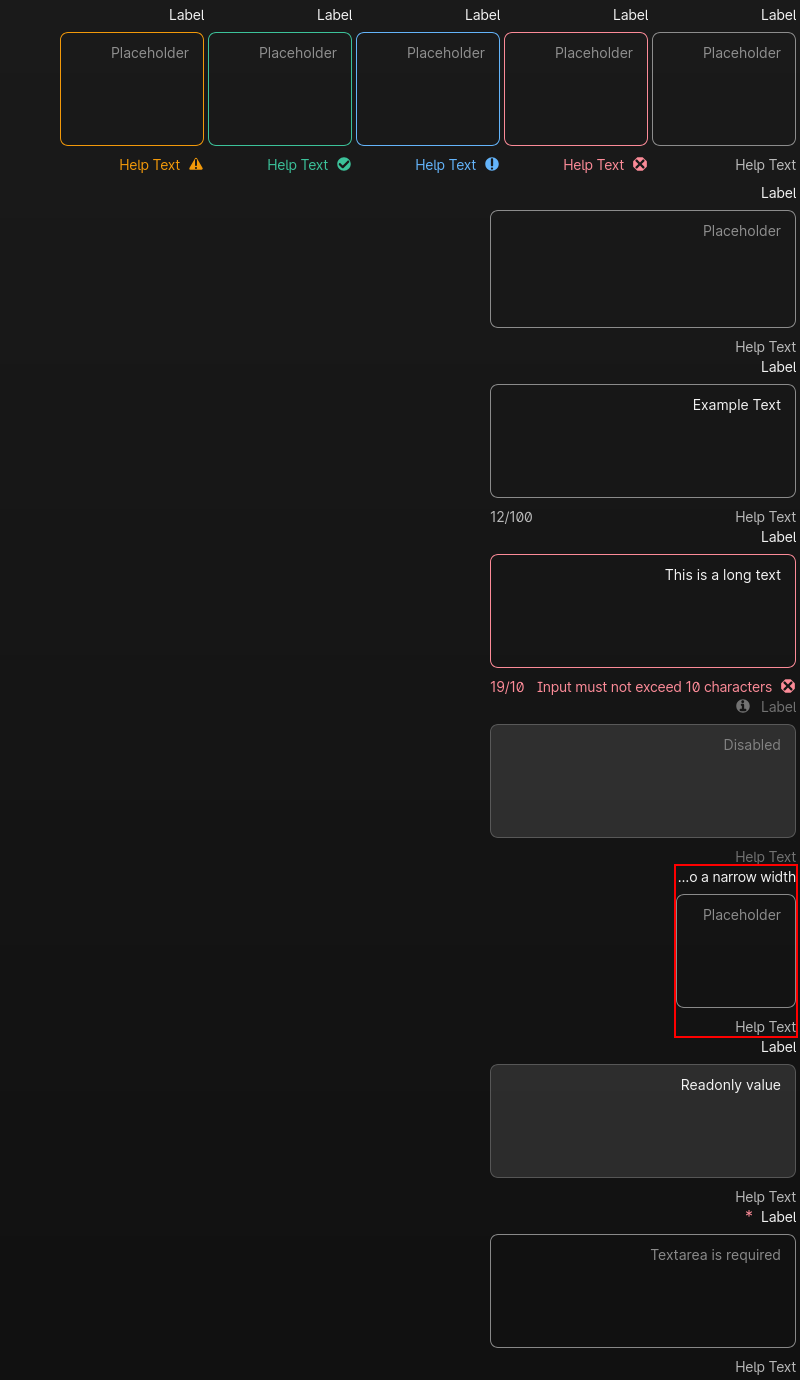 Label Label Label Label Label
Placeholder Placeholder Placeholder Placeholder Placeholder
Help Text Help Text Help Text Help Text Help Text
Label
Placeholder
Help Text
Label
Example Text
12/100 Help Text
Label
This is a long text
19/10 Input must not exceed 10 characters
Label
Disabled
Help Text
...o a narrow width
Placeholder
Help Text
Label
Readonly value
Help Text
* Label
Textarea is required
Help Text